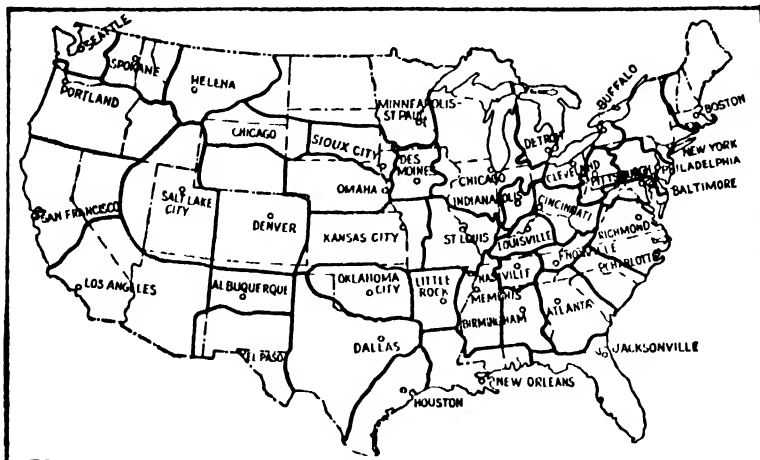 SEATTLE
SPOKANE
PORTLAND
HELENA
MINNEAPOLIS-
ST PAUL
BUFFALO
BOSTON
DETROIT
NEW YORK
CHICAGO
SIOUX CITY
DES
MOINES
CHICAGO
CLEVELAND
PITTSBURGH
PHILADELPHIA
BALTIMORE
OMAHA
INDIANAPOLIS
CINCINNATI
SAN FRANCISCO
SALT LAKE
CITY
DENVER
KANSAS CITY
ST LOUIS
LOUISVILLE
RICHMOND
KNOXVILLE
CHARLOTTE
LOS ANGELES
ALBUQUERQUE
OKLAHOMA
CITY
LITTLE
ROCK
NASHVILLE
MEMPHIS
BIRMINGHAM
ATLANTA
EL PASO
DALLAS
JACKSONVILLE
NEW ORLEANS
HOUSTON